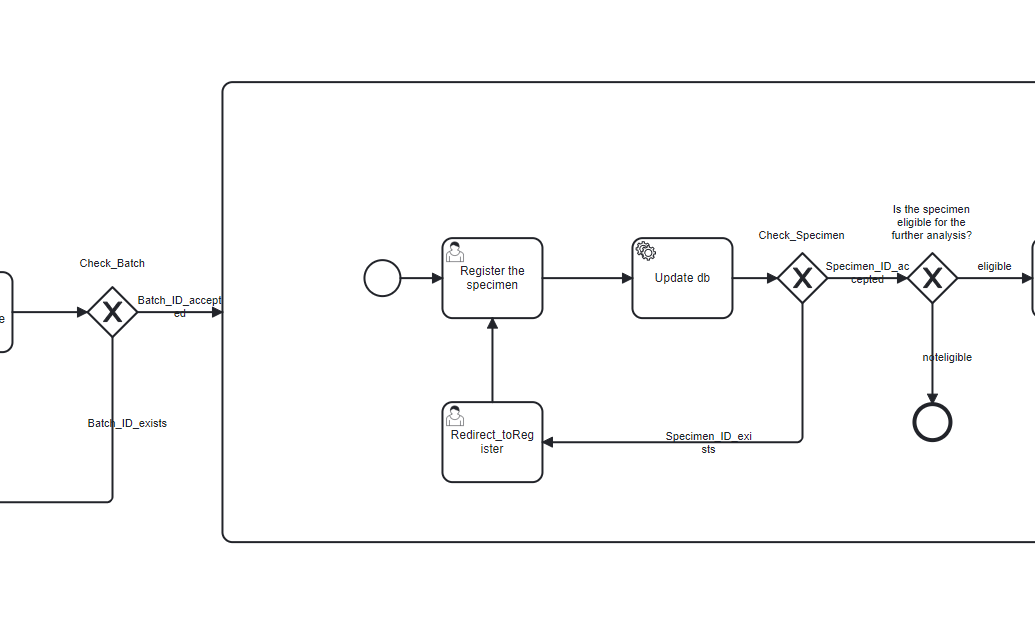 Is the specimen
eligible for the
further analysis?
Check_Specimen
Check_Batch
Register the
specimen
Update db
Specimen_ID_ac
cepted
eligible
Batch_ID_accept
ed
e
noteligible
Batch_ID_exists
Redirect_toReg
ister
Specimen_ID_exi
sts